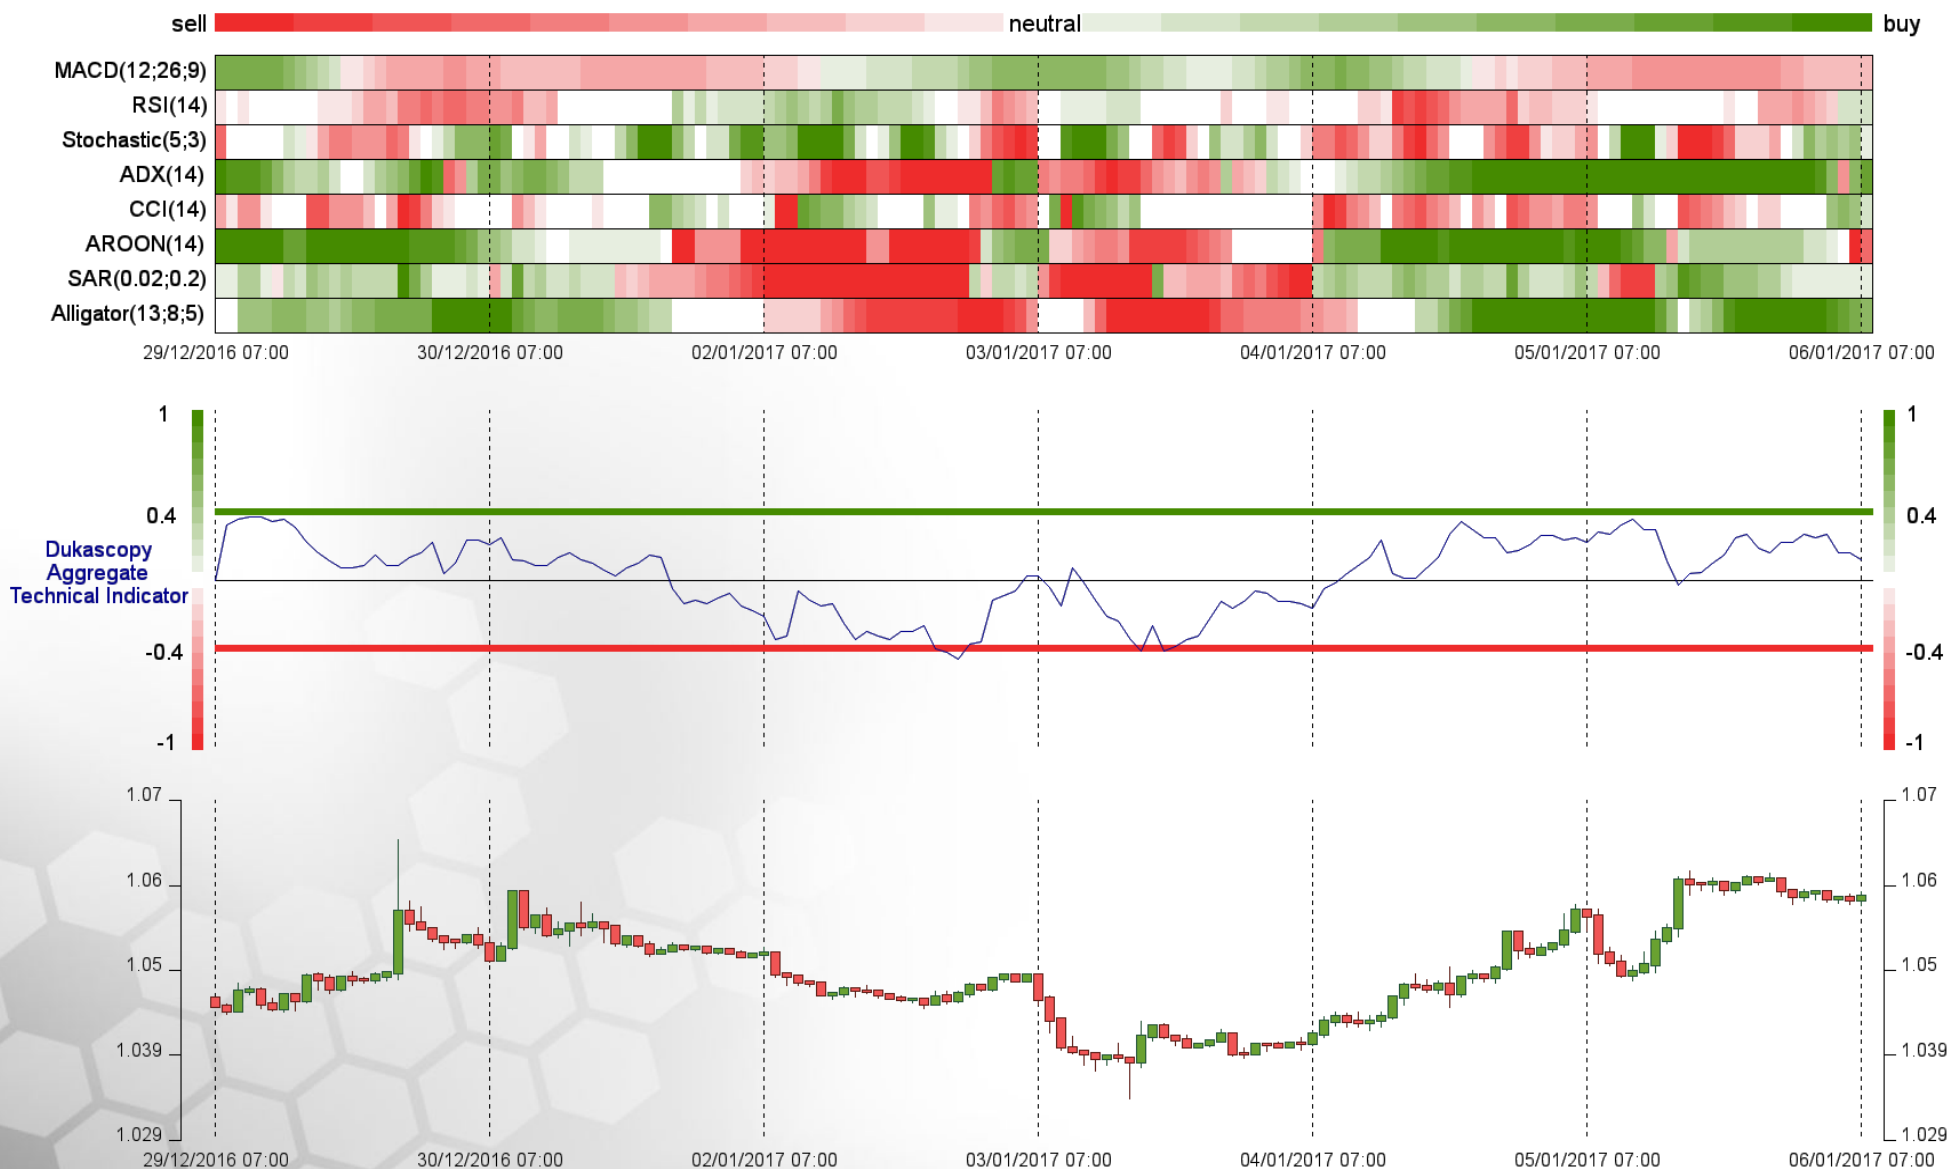 sell neutral buy
MACD(12;26;9)
RSI(14)
Stochastic(5;3)
ADX(14)
CCI(14)
AROON(14)
SAR(0.02;0.2)
Alligator(13;8;5)
29/12/2016 07:00 30/12/2016 07:00 02/01/2017 07:00 03/01/2017 07:00 04/01/2017 07:00 05/01/2017 07:00 06/01/2017 07:00
1 1
0.4 0.4
Dukascopy
Aggregate
Technical Indicator
-0.4 -0.4
-1 -1
1.07 1.07
1.06 1.06
1.05 1.05
1.039 1.039
1.029 1.029
29/12/2016 07:00 30/12/2016 07:00 02/01/2017 07:00 03/01/2017 07:00 04/01/2017 07:00 05/01/2017 07:00 06/01/2017 07:00